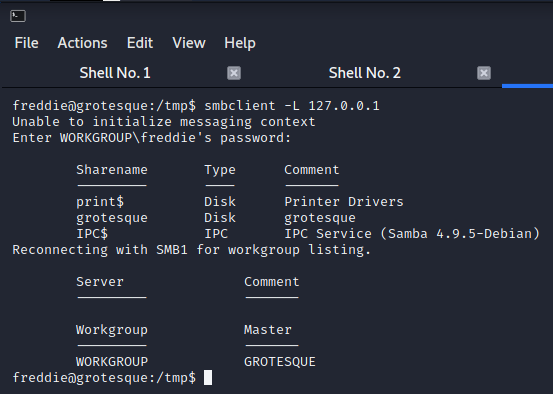 File Actions Edit View Help
Shell No. 1 Shell No. 2
freddie@grotesque:/tmp$ smbclient -L 127.0.0.1
Unable to initialize messaging context
Enter WORKGROUP\freddie's password:
Sharename Type Comment
--------- ---- -------
print$ Disk Printer Drivers
grotesque Disk grotesque
IPC$ IPC IPC Service (Samba 4.9.5-Debian)
Reconnecting with SMB1 for workgroup listing.
Server Comment
--------- -------
Workgroup Master
--------- -------
WORKGROUP GROTESQUE
freddie@grotesque:/tmp$